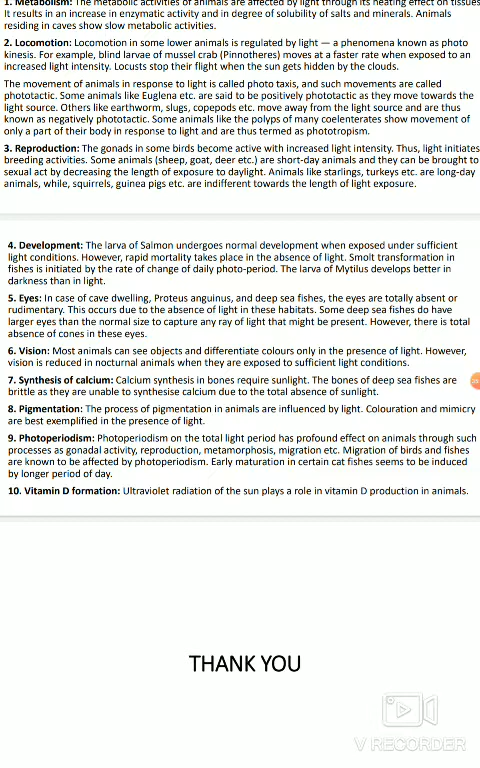 1. Metabolism: The metabolic activities of animals are affected by light through its heating effect on tissues
It results in an increase in enzymatic activity and in degree of solubility of salts and minerals. Animals
residing in caves show slow metabolic activities.
2. Locomotion: Locomotion in some lower animals is regulated by light — a phenomenon known as photo
kinesis. For example, blind larvae of mussel crab (Pinnotheres) moves at a faster rate when exposed to an
increased light intensity. Locusts stop their flight when the sun gets hidden by the clouds.
The movement of animals in response to light is called photo taxis, and such movements are called
phototactic. Some animals like Euglena etc. are said to be positively phototactic as they move towards the
light source. Others like earthworm, slugs, copepods etc. move away from the light source and are thus
known as negatively phototactic. Some animals like the polyps of many coelenterates show movement of
only a part of their body in response to light and are thus termed as phototropism.
3. Reproduction: The gonads in some birds become active with increased light intensity. Thus, light initiates
breeding activities. Some animals (sheep, goat, deer etc.) are short-day animals and they can be brought to
sexual act by decreasing the length of exposure to daylight. Animals like starlings, turkeys etc. are long-day
animals, while, squirrels, guinea pigs etc. are indifferent towards the length of light exposure.
4. Development: The larva of Salmon undergoes normal development when exposed under sufficient
light conditions. However, rapid mortality takes place in the absence of light. Smolt transformation in
fishes is initiated by the rate of change of daily photo-period. The larva of Mytilus develops better in
darkness than in light.
5. Eyes: In case of cave dwelling, Proteus anguinus, and deep sea fishes, the eyes are totally absent or
rudimentary. This occurs due to the absence of light in these habitats. Some deep sea fishes do have
larger eyes than the normal size to capture any ray of light that might be present. However, there is total
absence of cones in these eyes.
6. Vision: Most animals can see objects and differentiate colours only in the presence of light. However,
vision is reduced in nocturnal animals when they are exposed to sufficient light conditions.
7. Synthesis of calcium: Calcium synthesis in bones require sunlight. The bones of deep sea fishes are
brittle as they are unable to synthesise calcium due to the total absence of sunlight.
8. Pigmentation: The process of pigmentation in animals are influenced by light. Colouration and mimicry
are best exemplified in the presence of light.
9. Photoperiodism: Photoperiodism on the total light period has profound effect on animals through such
processes as gonadal activity, reproduction, metamorphosis, migration etc. Migration of birds and fishes
are known to be affected by photoperiodism. Early maturation in certain cat fishes seems to be induced
by longer period of day.
10. Vitamin D formation: Ultraviolet radiation of the sun plays a role in vitamin D production in animals.
THANK YOU
V RECORDER